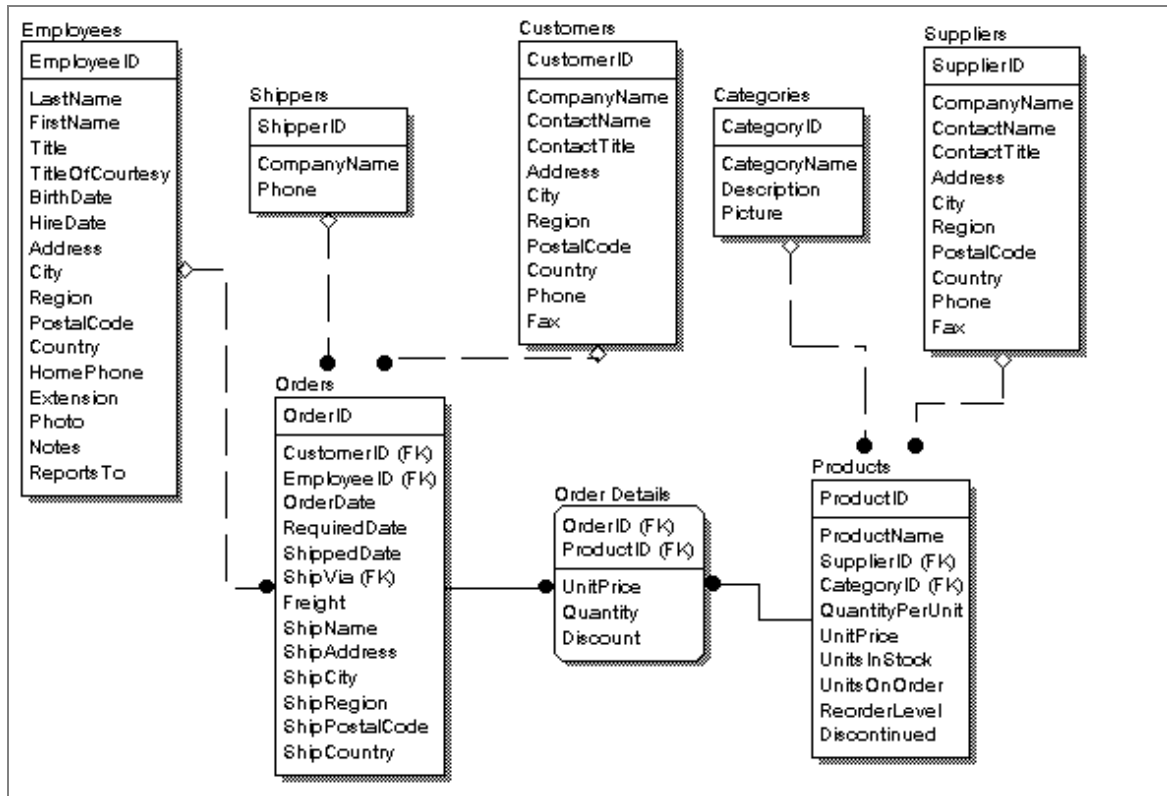 Employees
EmployeeID
LastName
FirstName
Title
TitleOfCourtesy
BirthDate
HireDate
Address
City
Region
PostalCode
Country
HomePhone
Extension
Photo
Notes
ReportsTo
Shippers
ShipperID
CompanyName
Phone
Customers
CustomerID
CompanyName
ContactName
ContactTitle
Address
City
Region
PostalCode
Country
Phone
Fax
Categories
CategoryID
CategoryName
Description
Picture
Suppliers
SupplierID
CompanyName
ContactName
ContactTitle
Address
City
Region
PostalCode
Country
Phone
Fax
Orders
OrderID
CustomerID (FK)
EmployeeID (FK)
OrderDate
RequiredDate
ShippedDate
ShipVia (FK)
Freight
ShipName
ShipAddress
ShipCity
ShipRegion
ShipPostalCode
ShipCountry
Order Details
OrderID (FK)
ProductID (FK)
UnitPrice
Quantity
Discount
Products
ProductID
ProductName
SupplierID (FK)
CategoryID (FK)
QuantityPerUnit
UnitPrice
UnitsInStock
UnitsOnOrder
ReorderLevel
Discontinued